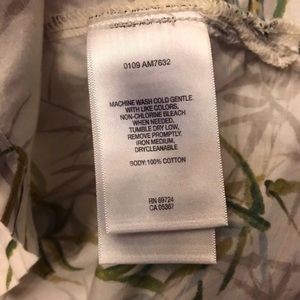 0109 AM7632
MACHINE WASH COLD GENTLE.
WITH LIKE COLORS,
NON-CHLORINE BLEACH
WHEN NEEDED,
TUMBLE DRY LOW,
REMOVE PROMPTLY,
IRON MEDIUM,
DRYCLEANABLE
BODY:100% COTTON
RN 69724
CA 05367